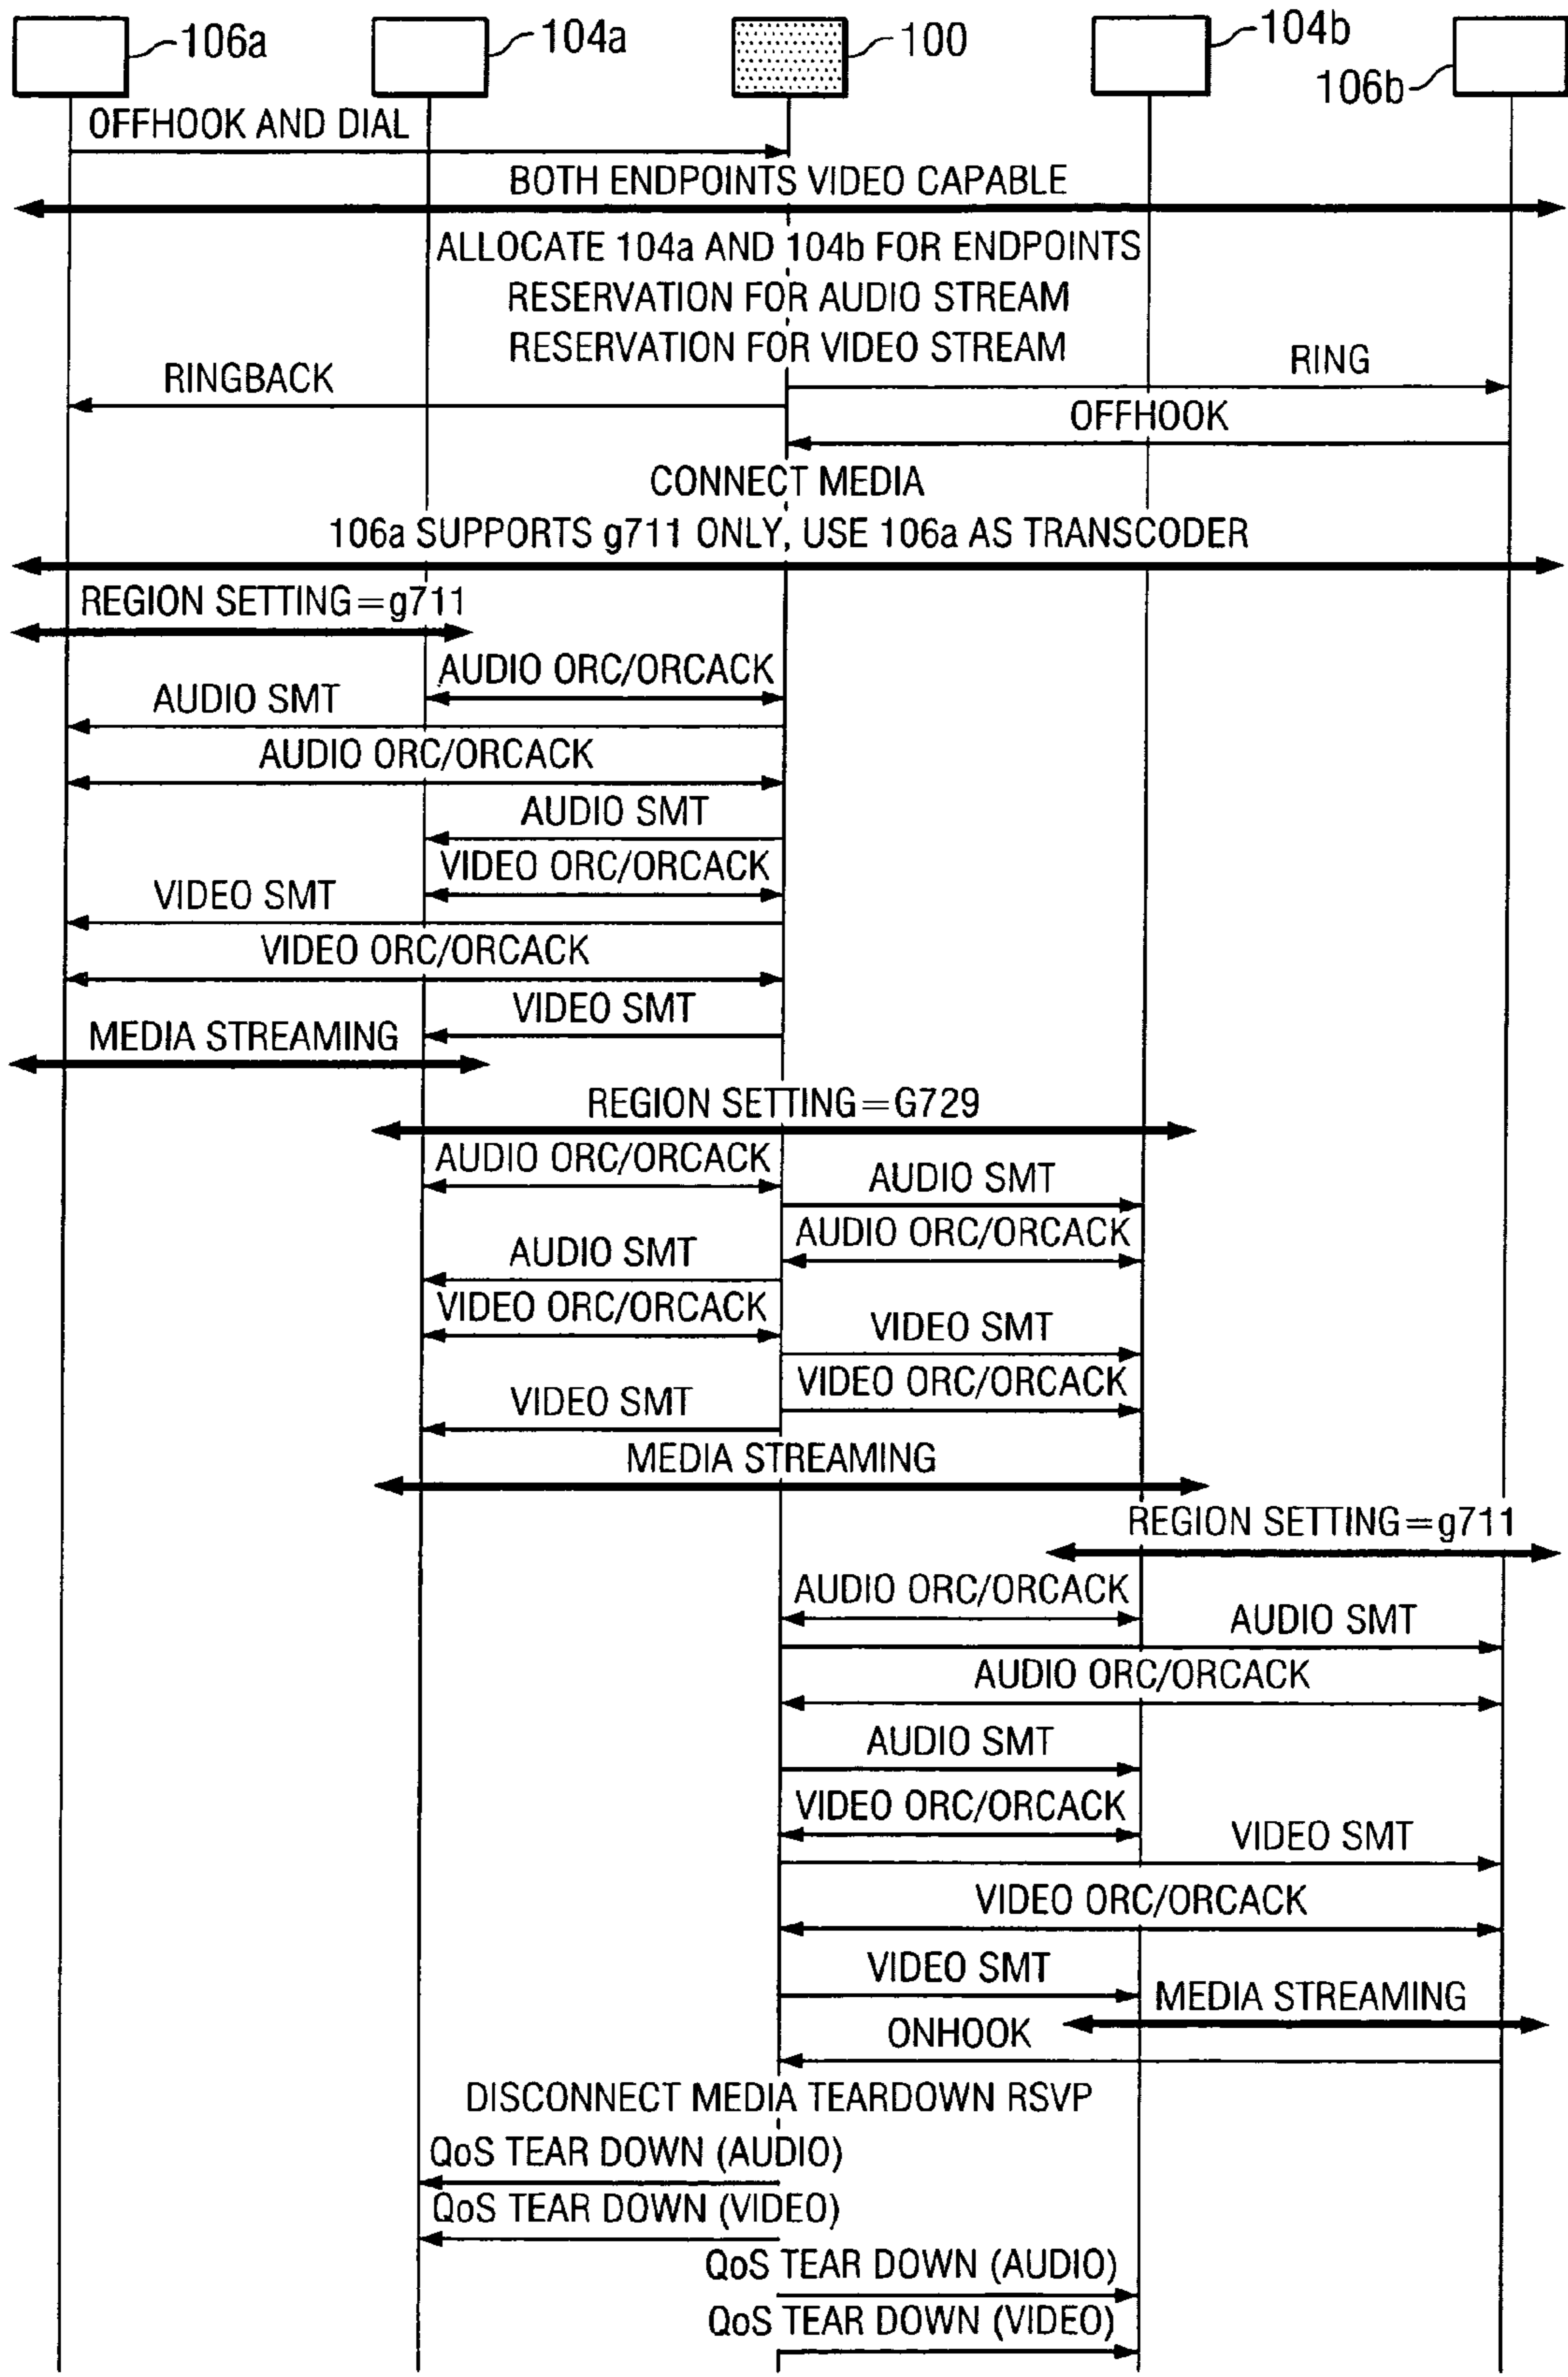 106a
104a
100
104b
106b
OFFHOOK AND DIAL
BOTH ENDPOINTS VIDEO CAPABLE
ALLOCATE 104a AND 104b FOR ENDPOINTS
RESERVATION FOR AUDIO STREAM
RESERVATION FOR VIDEO STREAM
RING
RINGBACK
OFFHOOK
CONNECT MEDIA
106a SUPPORTS g711 ONLY, USE 106a AS TRANSCODER
REGION SETTING=g711
AUDIO ORC/ORCACK
AUDIO SMT
AUDIO ORC/ORCACK
AUDIO SMT
VIDEO ORC/ORCACK
VIDEO SMT
VIDEO ORC/ORCACK
VIDEO SMT
MEDIA STREAMING
REGION SETTING=G729
AUDIO ORC/ORCACK
AUDIO SMT
AUDIO ORC/ORCACK
AUDIO SMT
VIDEO ORC/ORCACK
VIDEO SMT
VIDEO ORC/ORCACK
VIDEO SMT
MEDIA STREAMING
REGION SETTING=g711
AUDIO ORC/ORCACK
AUDIO SMT
AUDIO ORC/ORCACK
AUDIO SMT
VIDEO ORC/ORCACK
VIDEO SMT
VIDEO ORC/ORCACK
VIDEO SMT
MEDIA STREAMING
ONHOOK
DISCONNECT MEDIA TEARDOWN RSVP
QoS TEAR DOWN (AUDIO)
QoS TEAR DOWN (VIDEO)
QoS TEAR DOWN (AUDIO)
QoS TEAR DOWN (VIDEO)